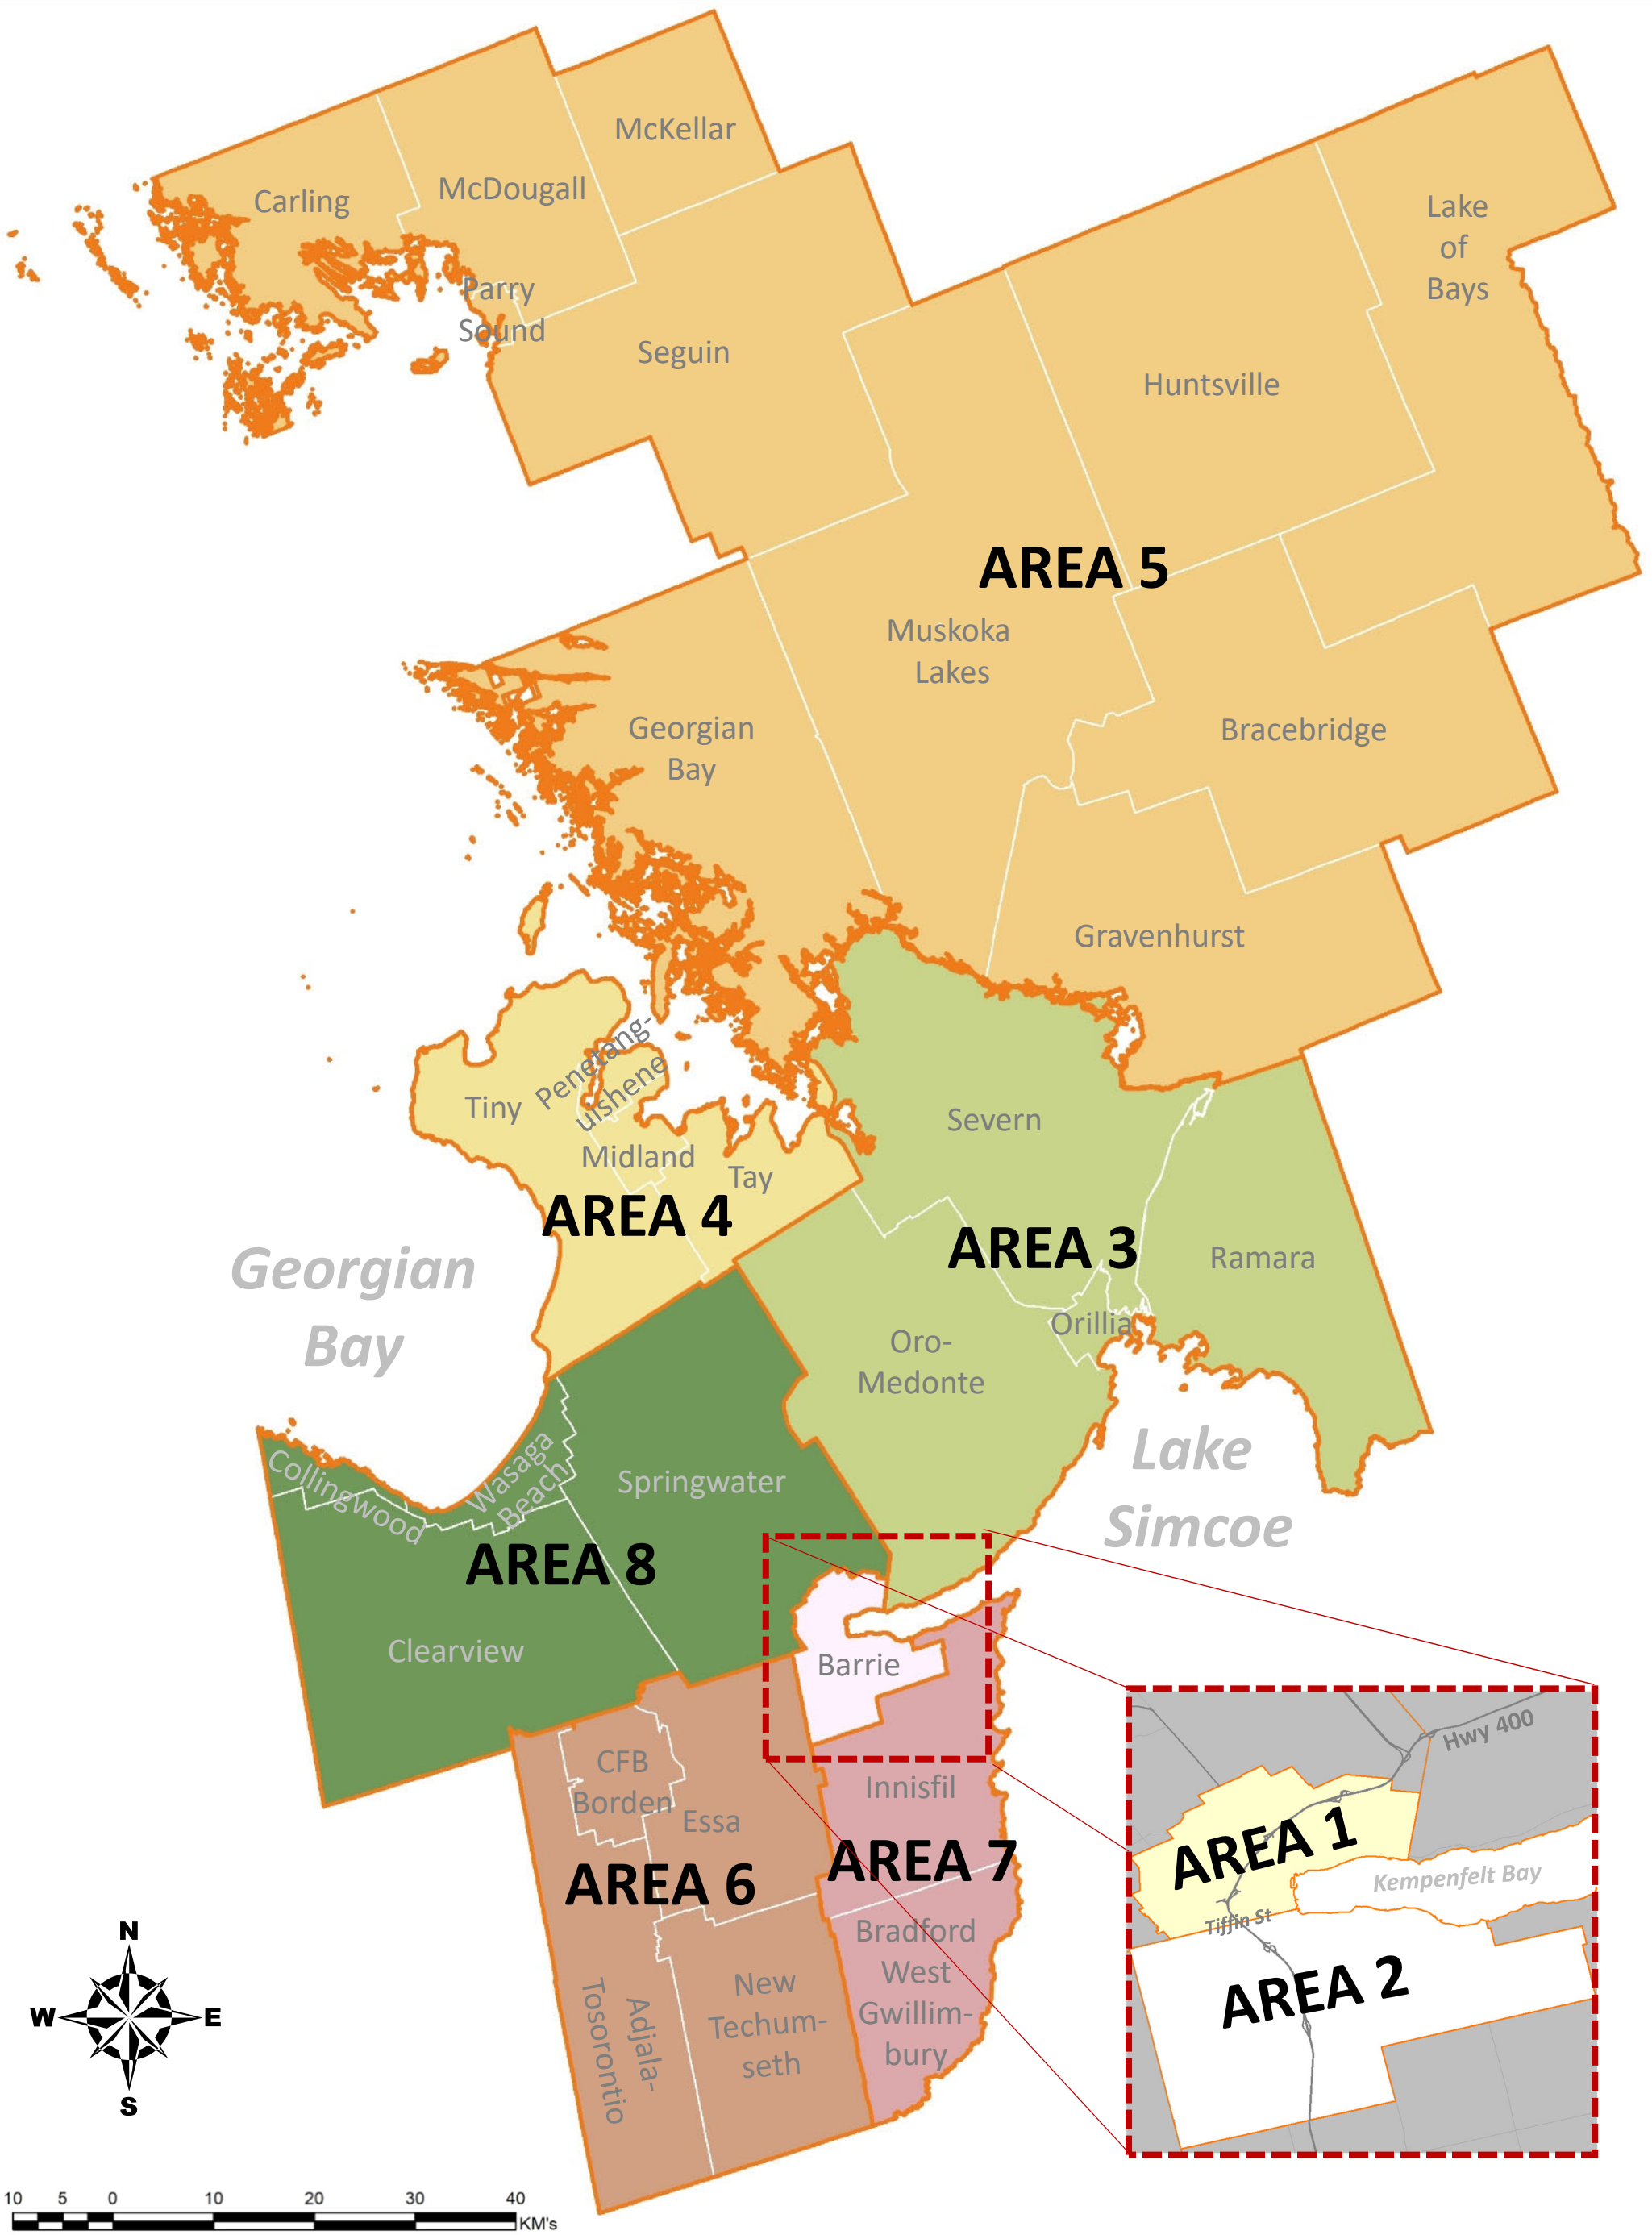 McKellar
McDougall
Carling
Lake
of
Bays
Parry
Sound
Seguin
Huntsville
AREA 5
Muskoka
Lakes
Georgian
Bay
Bracebridge
Gravenhurst
Penetang-
uishene
Tiny
Severn
Midland
Tay
AREA 4
AREA 3
Ramara
Georgian
Bay
Orillia
Oro-
Medonte
Lake
Simcoe
Collingwood
Wasaga
Beach
Springwater
AREA 8
Clearview
Barrie
Hwy 400
CFB
Borden
Essa
Innisfil
AREA 7
AREA 6
AREA 1
Kempenfelt Bay
Tiffin St
AREA 2
Bradford
West
Gwillim-
bury
New
Techum-
seth
Adjala-
Tosorontio
N
W
E
S
10 5 0 10 20 30 40
KM's